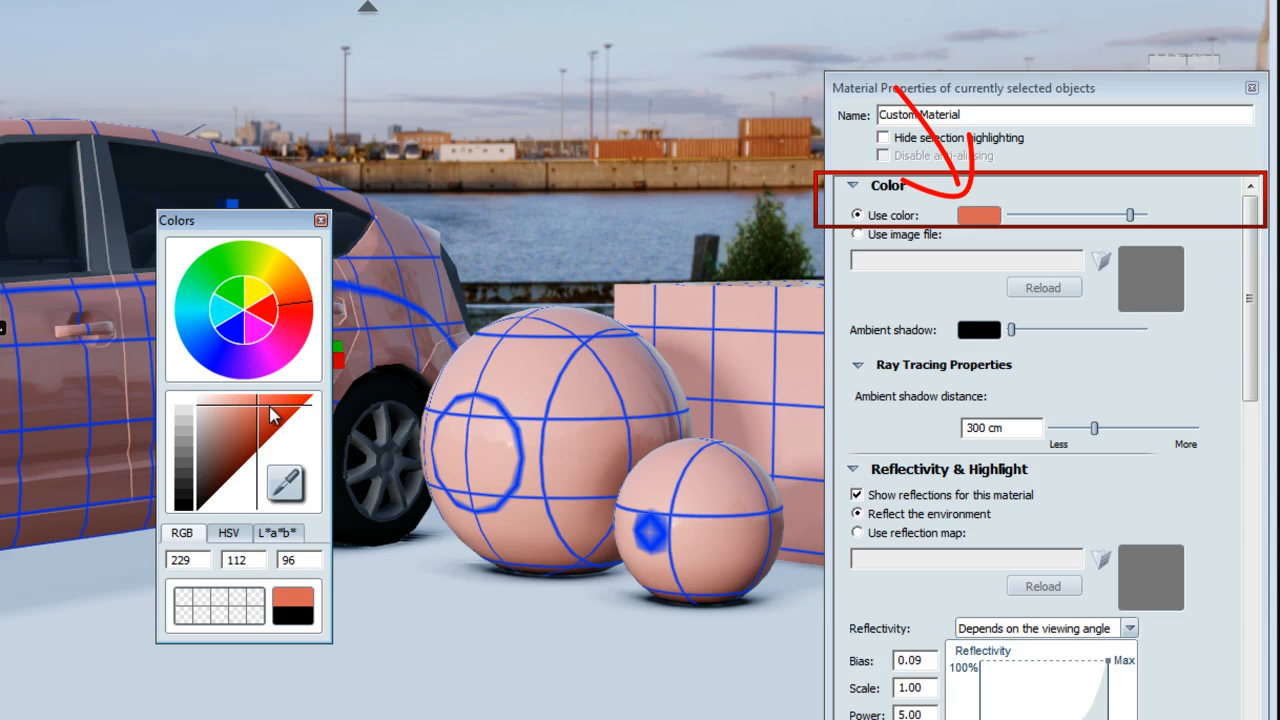 Material Properties of currently selected objects
Name: Custom Material
Hide selection highlighting
Disable anti-aliasing
Color
Use color:
Use image file:
Reload
Ambient shadow:
Ray Tracing Properties
Ambient shadow distance:
300 cm
Less More
Reflectivity & Highlight
Show reflections for this material
Reflect the environment
Use reflection map:
Reload
Reflectivity: Depends on the viewing angle
Reflectivity
100% Max
Bias: 0.09
Scale: 1.00
Power: 5.00
Colors
RGB HSV L*a*b*
229 112 96